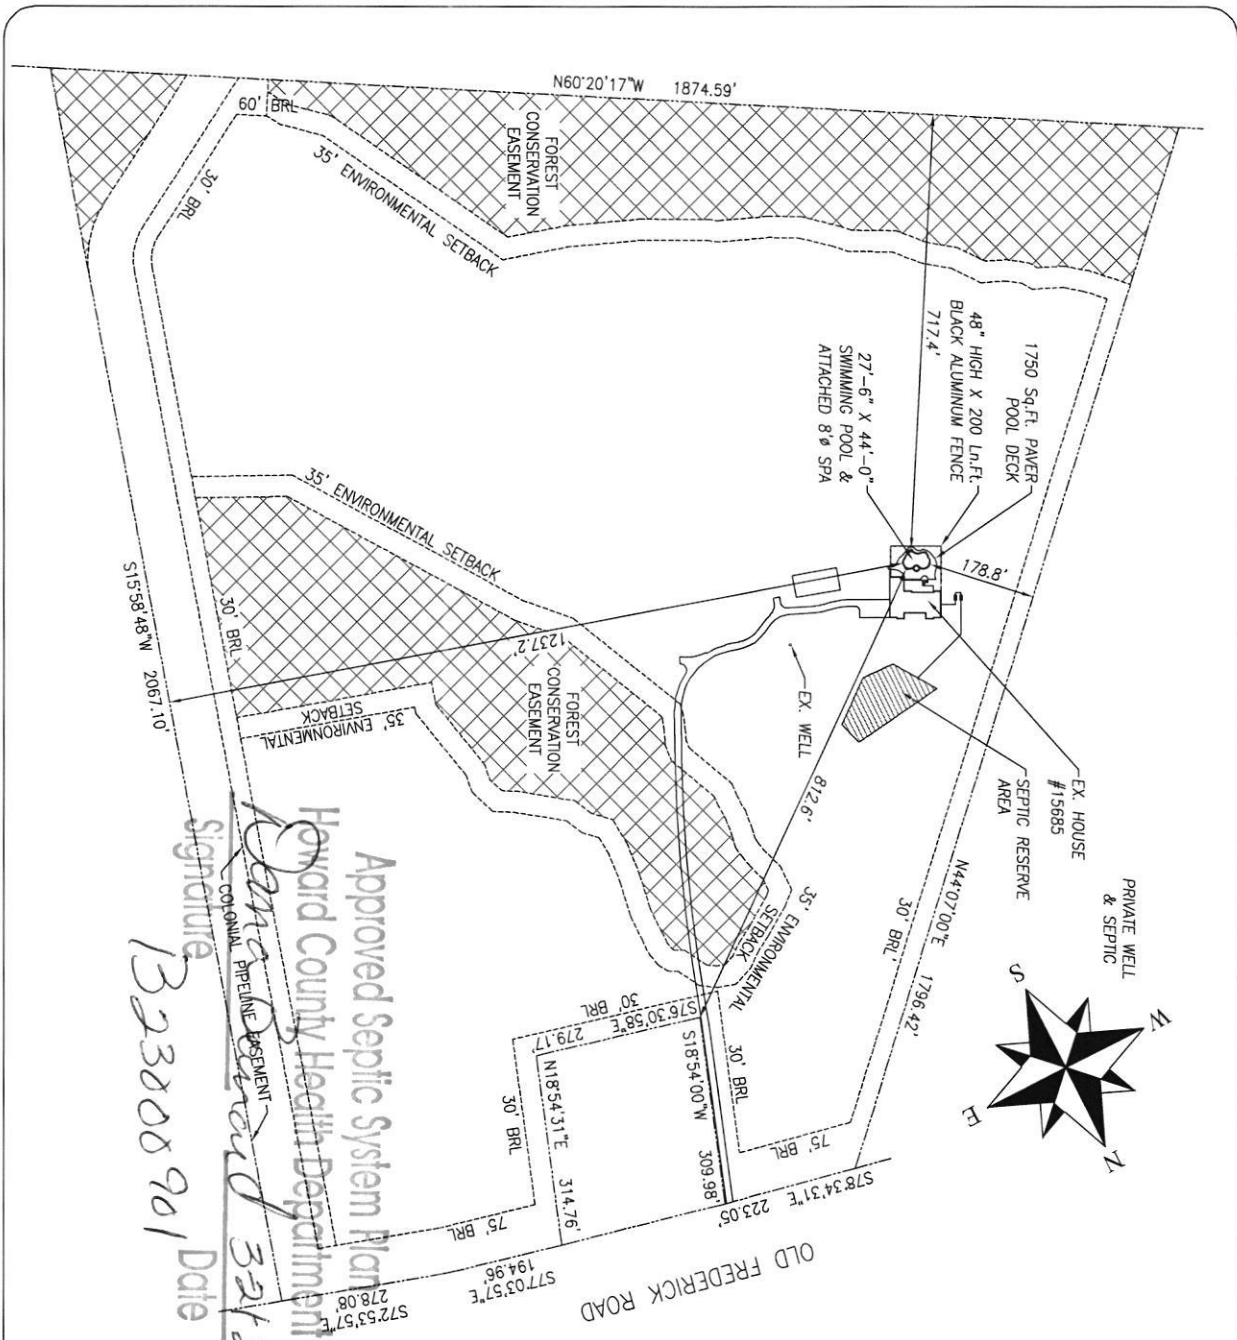 N60°20'17"W 1874.59'
60' BRL
FOREST
CONSERVATION
EASEMENT
35' ENVIRONMENTAL SETBACK
30' BRL
717.4'
1750 Sq.Ft. PAVER
POOL DECK
48" HIGH X 200 Ln.Ft.
BLACK ALUMINUM FENCE
27'-6" X 44'-0"
SWIMMING POOL &
ATTACHED 8'ø SPA
178.8'
35' ENVIRONMENTAL SETBACK
S15°58'48"W 2067.10'
30' BRL
1237.2'
FOREST
CONSERVATION
EASEMENT
35' ENVIRONMENTAL
SETBACK
EX. WELL
812.6'
EX. HOUSE
#15685
SEPTIC RESERVE
AREA
PRIVATE WELL
& SEPTIC
N44°07'00"E 1796.42'
30' BRL
35' ENVIRONMENTAL
SETBACK
S
W
E
N
30' BRL
S76°30'58"E
279.17'
S18°54'00"W 309.98'
30' BRL
N18°54'31"E 314.76'
30' BRL
75' BRL
75' BRL
S78°34'31"E
223.05'
S77°03'57"E
194.96'
S72°53'57"E
278.08'
OLD FREDERICK ROAD
COLONIAL PIPELINE EASEMENT
Approved Septic System Plan
Howard County Health Department
Signature Date
B23000901